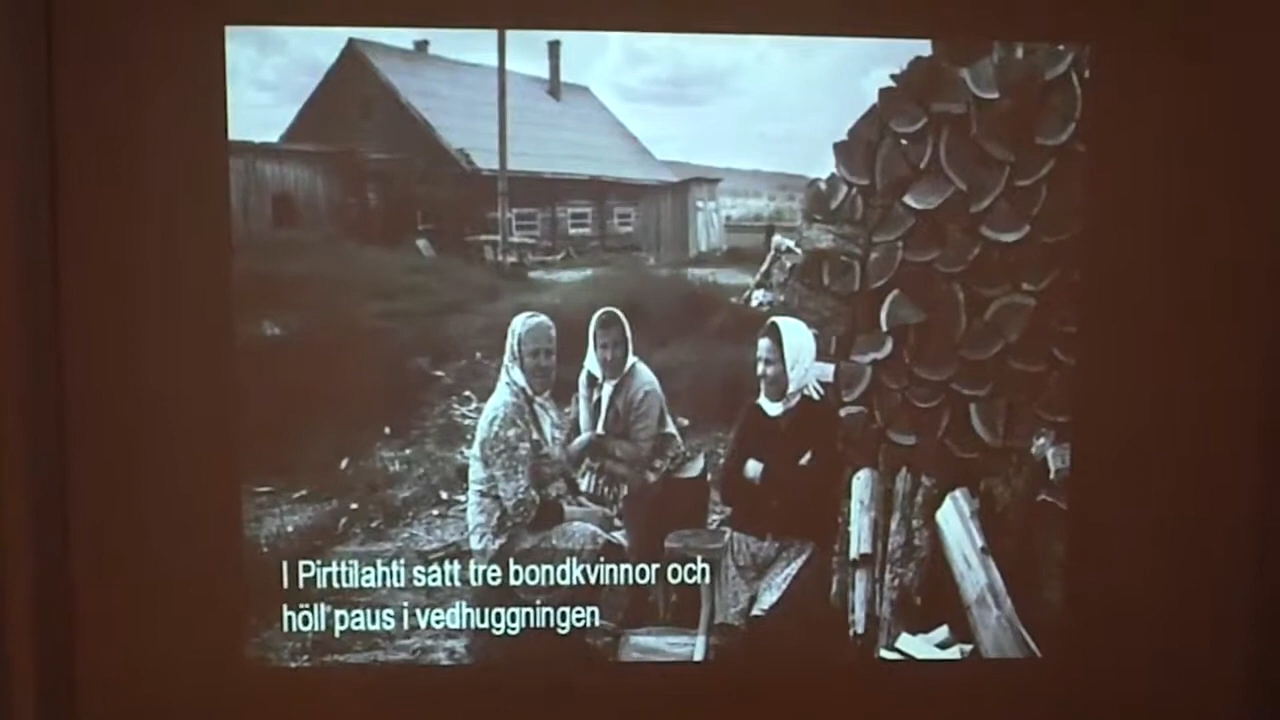 I Pirttilahti satt tre bondkvinnor och
höll paus i vedhuggningen